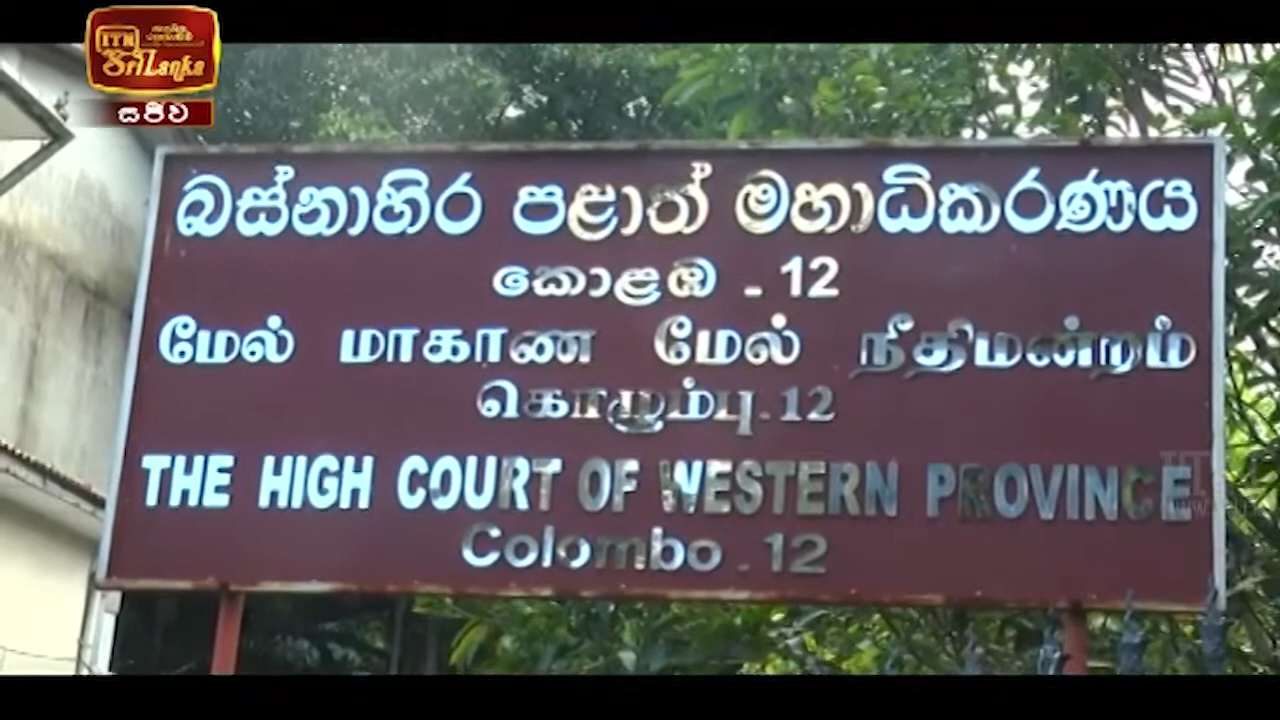 ITN
Sri Lanka
සජීව
බස්නාහිර පළාත් මහාධිකරණය
කොළඹ - 12
மேல் மாகாண மேல் நீதிமன்றம்
கொழும்பு - 12
THE HIGH COURT OF WESTERN PROVINCE
Colombo - 12